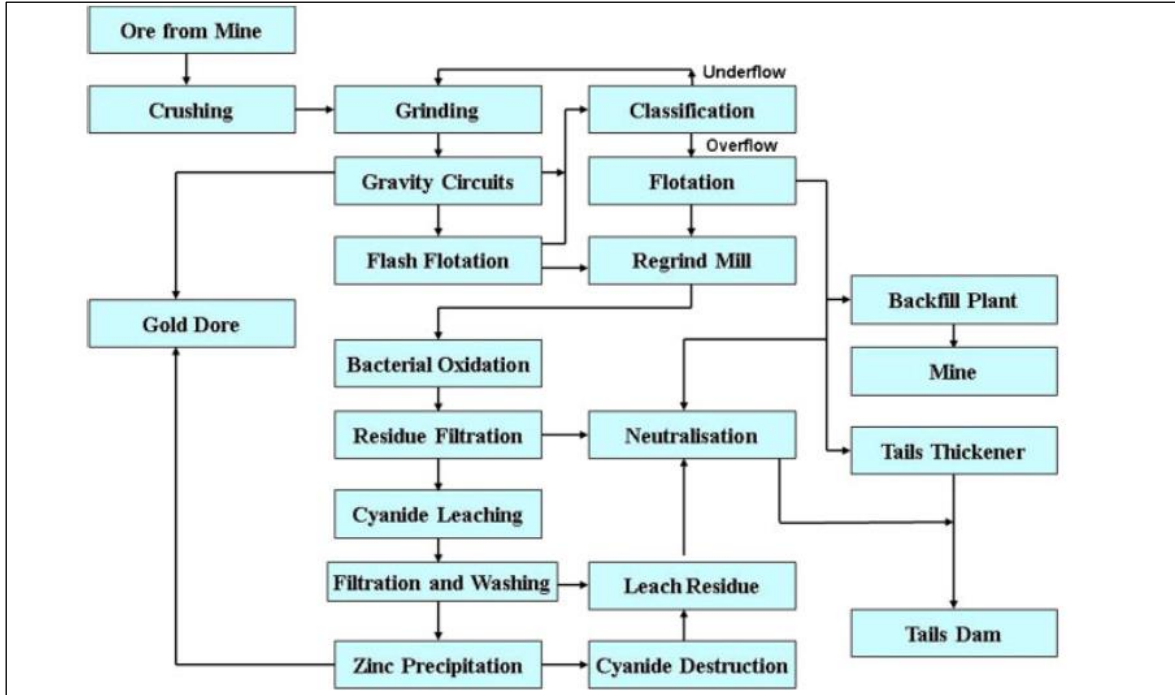 Ore from Mine
Underflow
Crushing
Grinding
Classification
Overflow
Gravity Circuits
Flotation
Flash Flotation
Regrind Mill
Backfill Plant
Gold Dore
Bacterial Oxidation
Mine
Residue Filtration
Neutralisation
Tails Thickener
Cyanide Leaching
Filtration and Washing
Leach Residue
Tails Dam
Zinc Precipitation
Cyanide Destruction